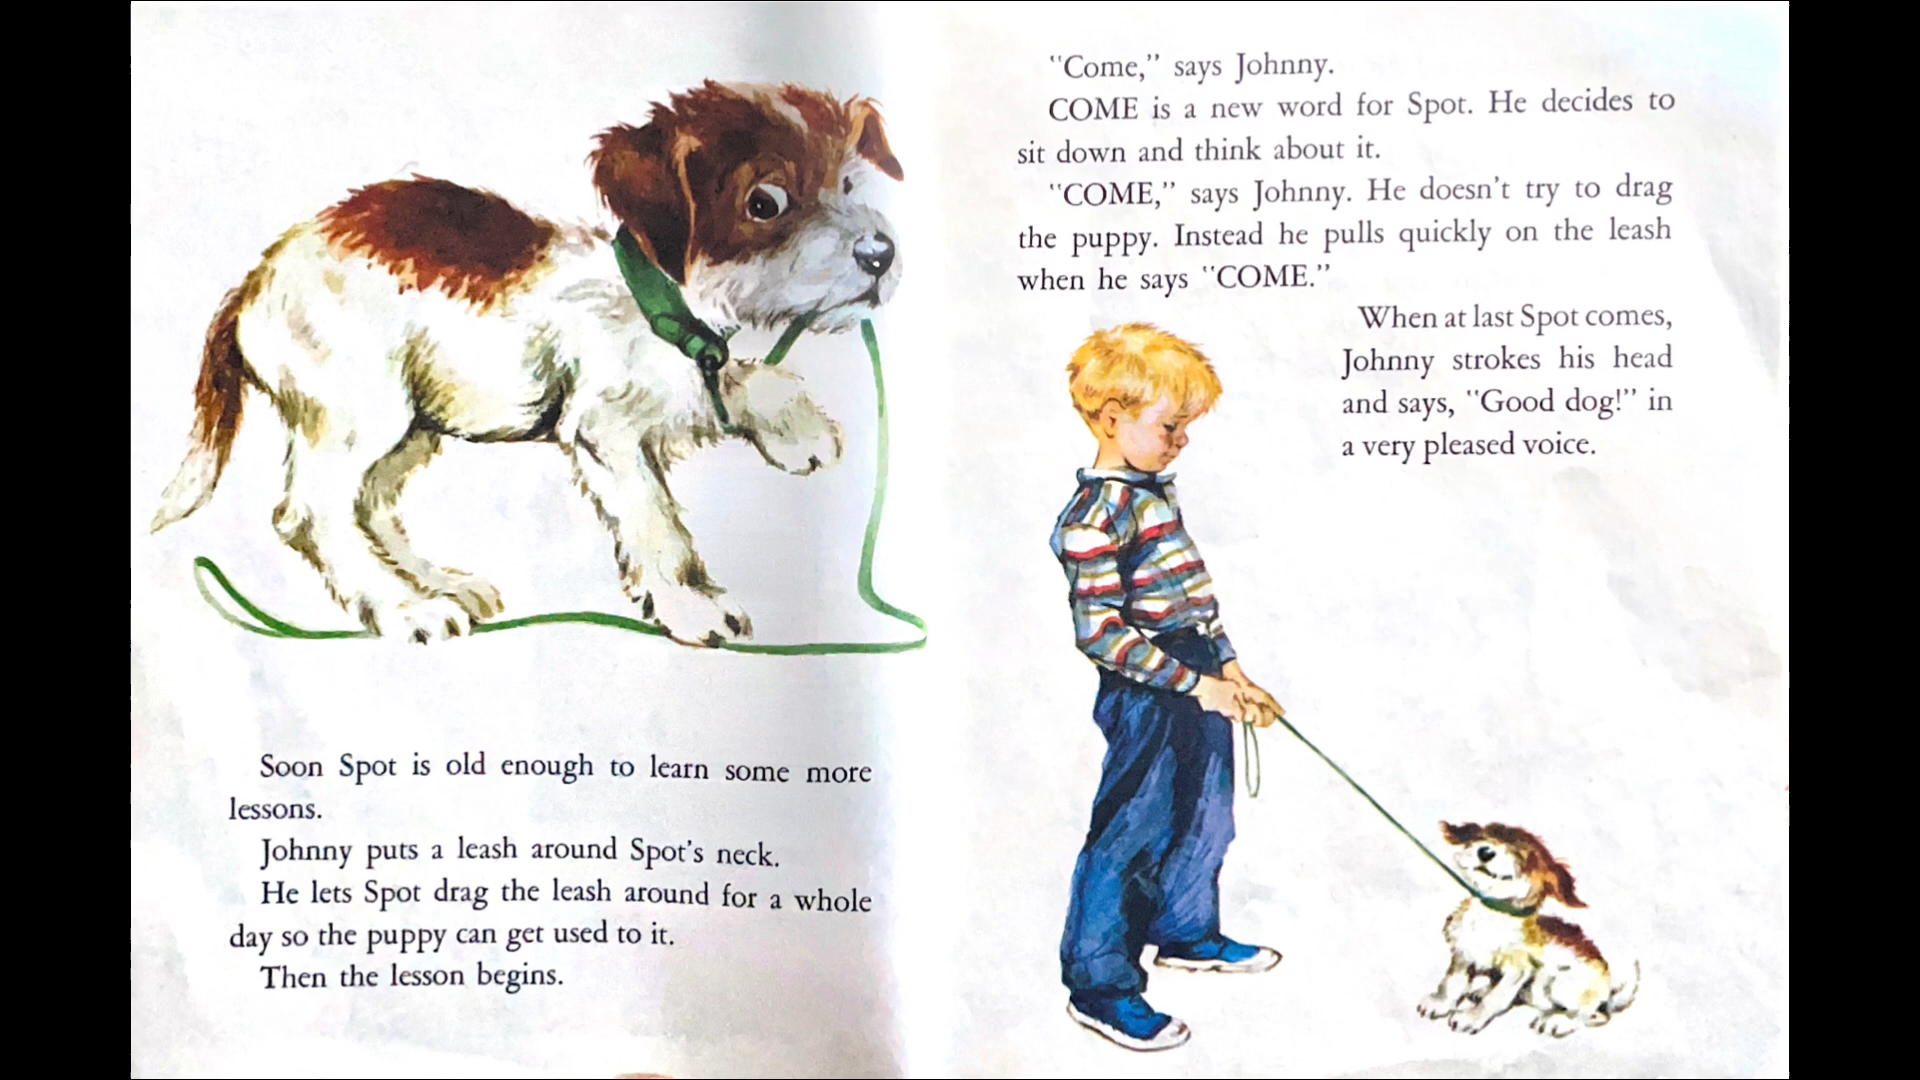 Soon Spot is old enough to learn some more
lessons.
Johnny puts a leash around Spot's neck.
He lets Spot drag the leash around for a whole
day so the puppy can get used to it.
Then the lesson begins.
"Come," says Johnny.
COME is a new word for Spot. He decides to
sit down and think about it.
"COME," says Johnny. He doesn't try to drag
the puppy. Instead he pulls quickly on the leash
when he says "COME."
When at last Spot comes,
Johnny strokes his head
and says, "Good dog!" in
a very pleased voice.